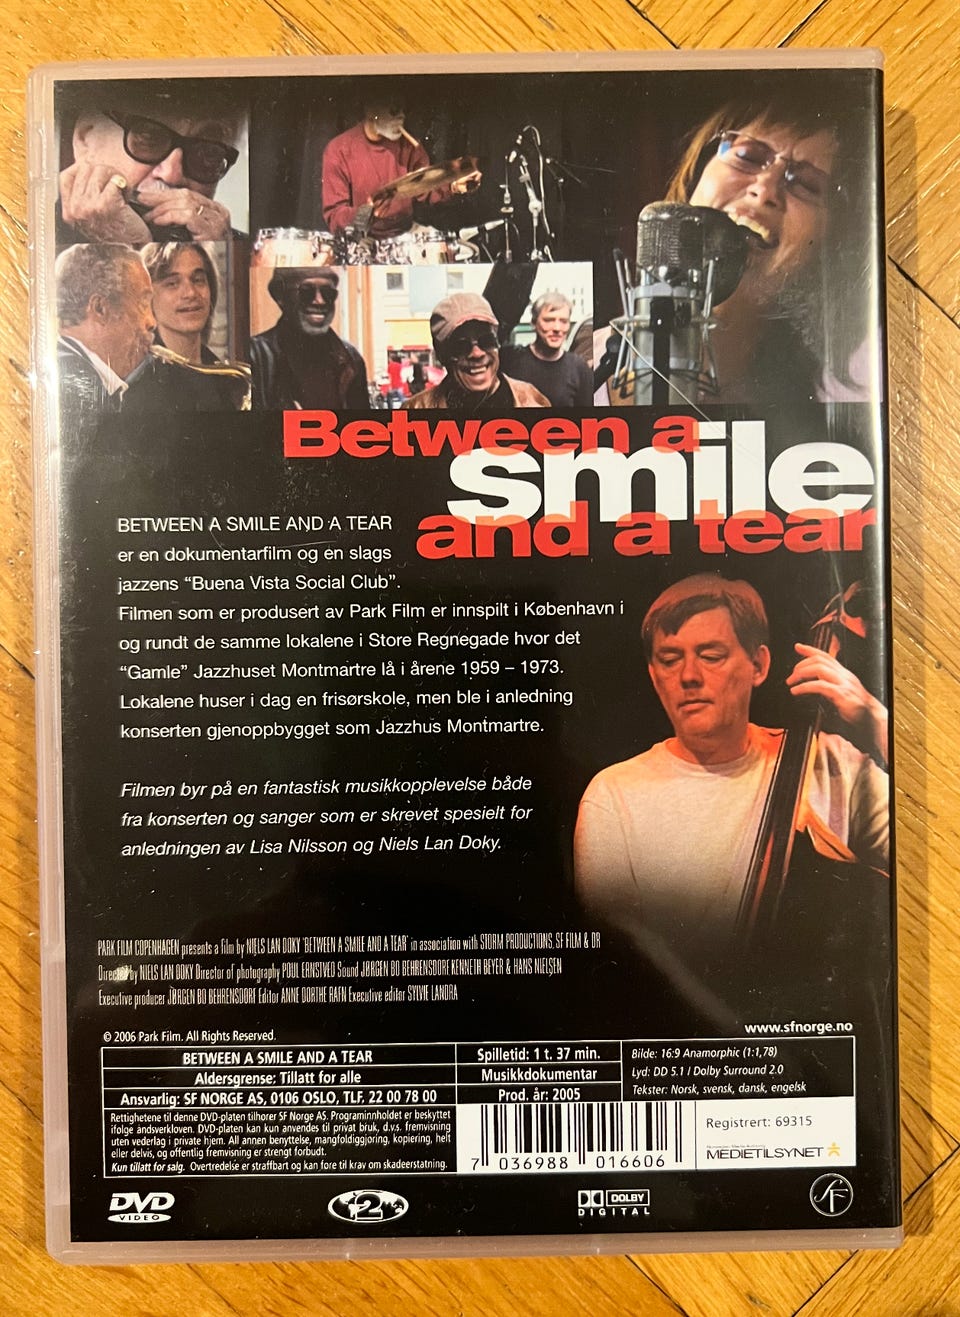 Between a
smile
and a tear
BETWEEN A SMILE AND A TEAR
er en dokumentarfilm og en slags
jazzens “Buena Vista Social Club”.
Filmen som er produsert av Park Film er innspilt i København i
og rundt de samme lokalene i Store Regnegade hvor det
“Gamle” Jazzhuset Montmartre lå i årene 1959 – 1973.
Lokalene huser i dag en frisørskole, men ble i anledning
konserten gjenoppbygget som Jazzhus Montmartre.
Filmen byr på en fantastisk musikkopplevelse både
fra konserten og sanger som er skrevet spesielt for
anledningen av Lisa Nilsson og Niels Lan Doky.
PARK FILM COPENHAGEN presents a film by NIELS LAN DOKY 'BETWEEN A SMILE AND A TEAR' in association with STORM PRODUCTIONS, SF FILM & DR
Directed by NIELS LAN DOKY Director of photography POUL ERNSTVED Sound JØRGEN BO BEHRENSDORF, KENNETH BEYER & HANS NIELSEN
Executive producer JØRGEN BO BEHRENSDORF Editor ANNE DORTHE RAFN Executive editor SYLVIE LANDRA
© 2006 Park Film. All Rights Reserved.
www.sfnorge.no
BETWEEN A SMILE AND A TEAR
Aldersgrense: Tillatt for alle
Ansvarlig: SF NORGE AS, 0106 OSLO, TLF. 22 00 78 00
Spilletid: 1 t. 37 min.
Musikkdokumentar
Prod. år: 2005
Bilde: 16:9 Anamorphic (1:1,78)
Lyd: DD 5.1 / Dolby Surround 2.0
Tekster: Norsk, svensk, dansk, engelsk
Rettighetene til denne DVD-platen tilhører SF Norge AS. Programinnholdet er beskyttet
ifølge åndsverkloven. DVD-platen kan kun anvendes til privat bruk, d.v.s. fremvisning
uten vederlag i private hjem. All annen benyttelse, mangfoldiggjøring, kopiering, helt
eller delvis, og offentlig fremvisning er strengt forbudt.
Kun tillatt for salg. Overtredelse er straffbart og kan føre til krav om skadeerstatning.
7 036988 016606
Registrert: 69315
MEDIETILSYNET
DVD
VIDEO
2
DOLBY
DIGITAL
SF